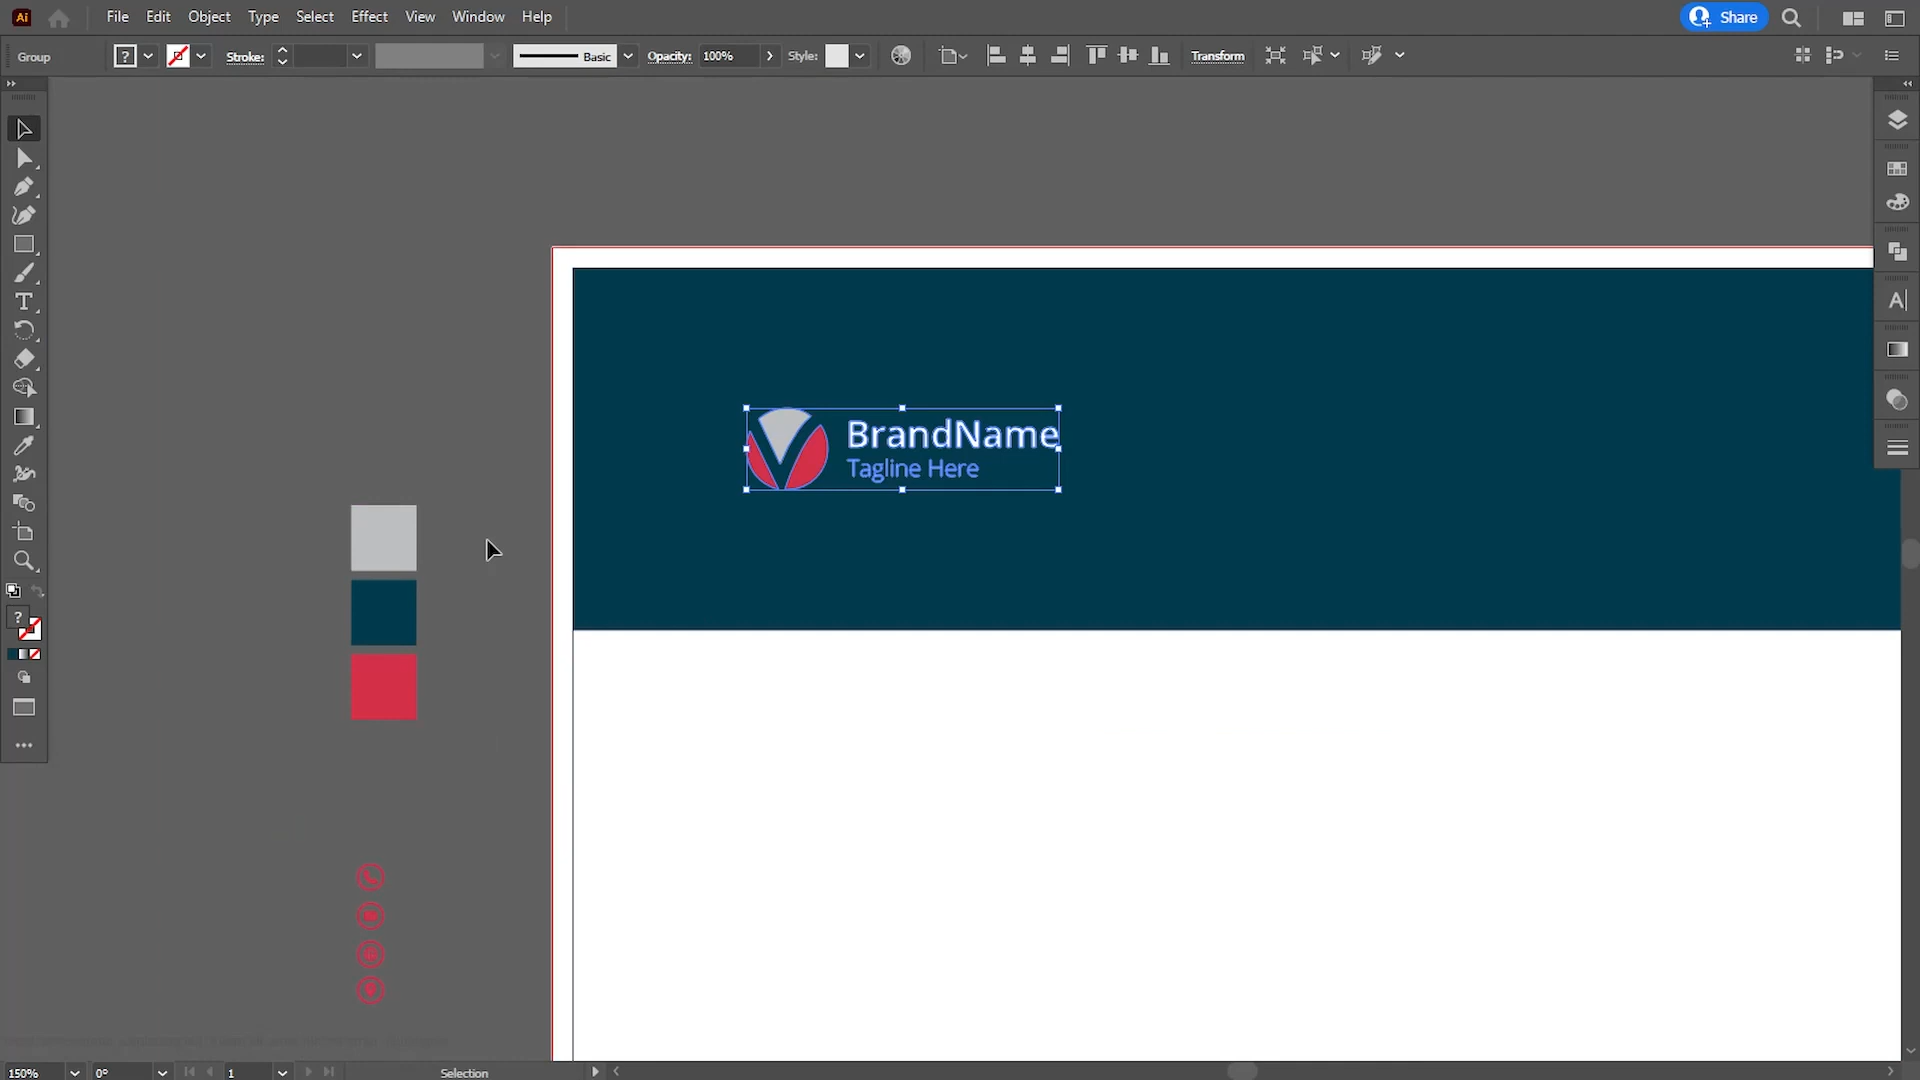 Ai File Edit Object Type Select Effect View Window Help Share
Group ? Stroke: Basic Opacity: 100% Style: Transform
BrandName
Tagline Here
?
150% 0° 1 Selection